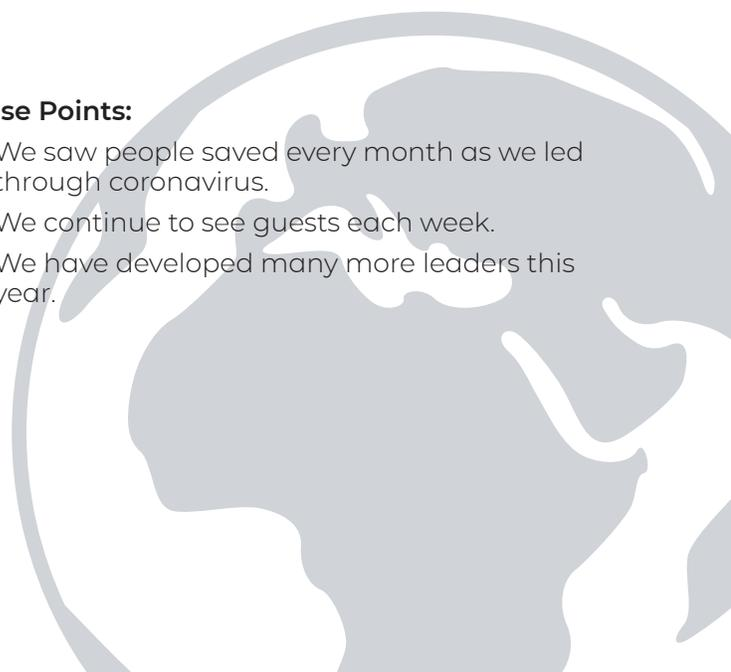 se Points:
We saw people saved every month as we led
through coronavirus.
We continue to see guests each week.
We have developed many more leaders this
year.